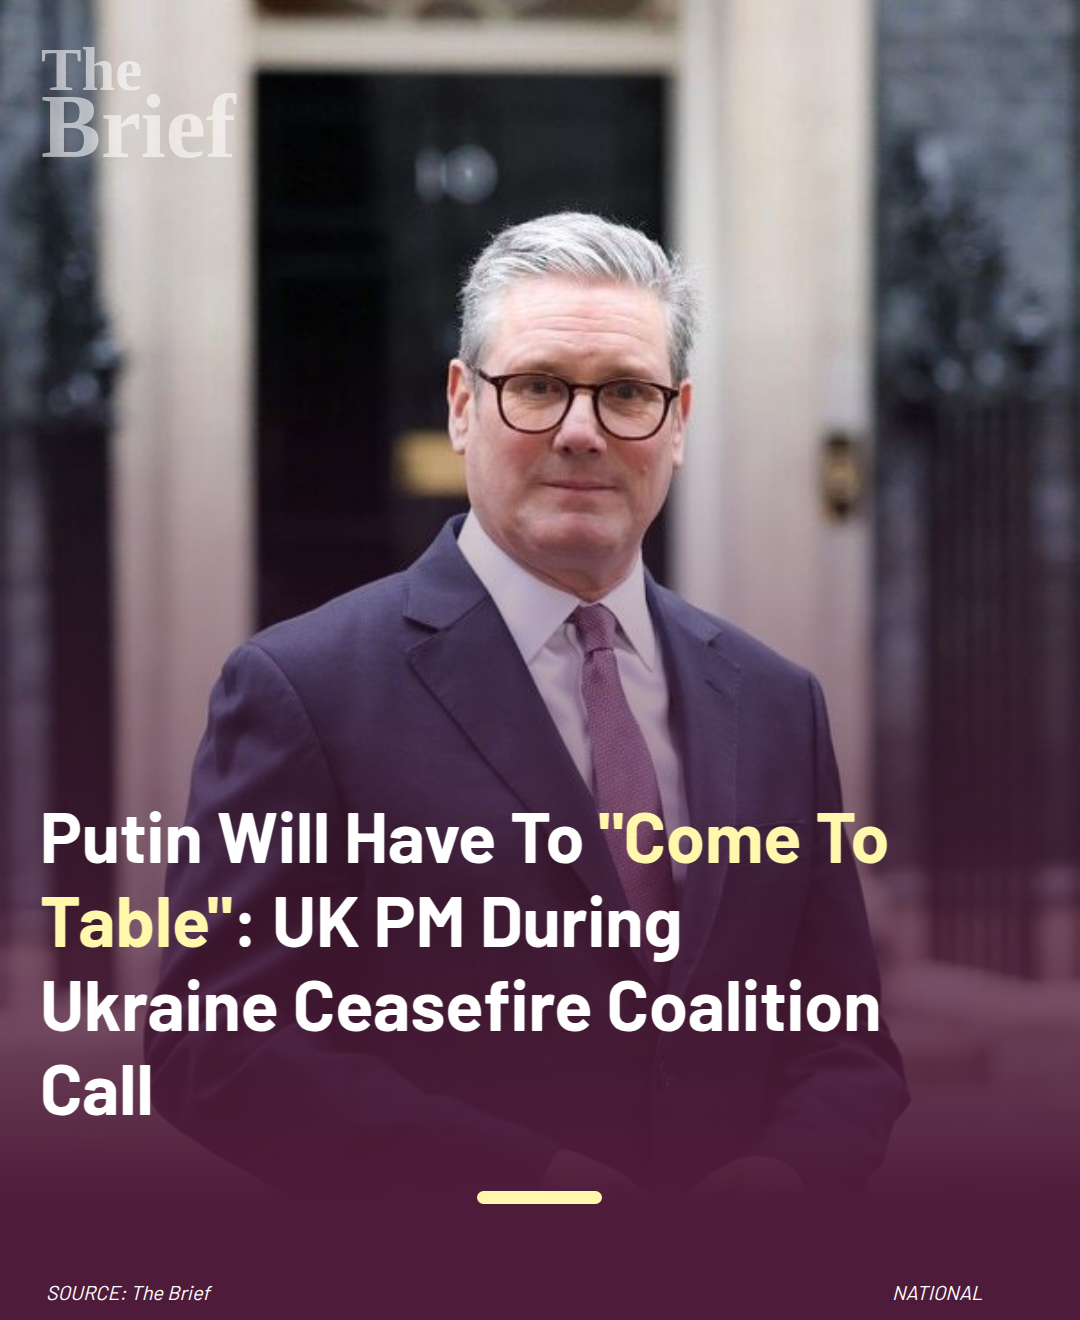 The
Brief
10
Putin Will Have To "Come To
Table": UK PM During
Ukraine Ceasefire Coalition
Call
SOURCE: The Brief
NATIONAL